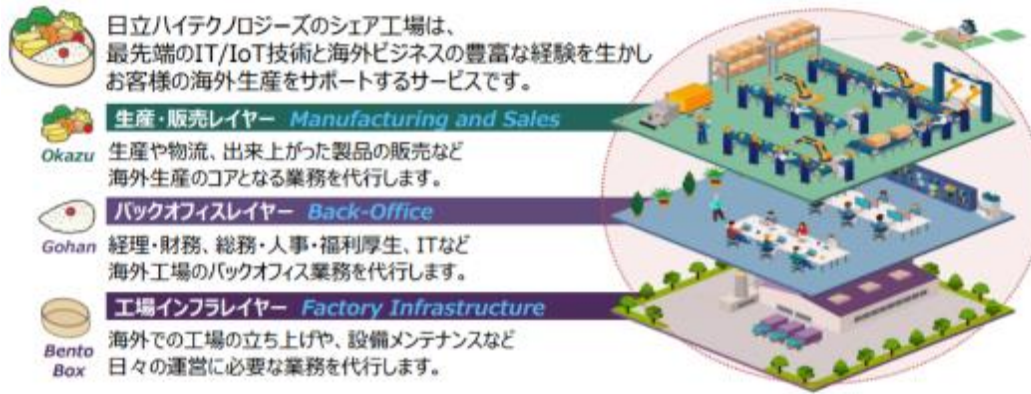 日立ハイテクノロジーズのシェア工場は、
最先端のIT/IoT技術と海外ビジネスの豊富な経験を生かし
お客様の海外生産をサポートするサービスです。
生産・販売レイヤー Manufacturing and Sales
Okazu
生産や物流、出来上がった製品の販売など
海外生産のコアとなる業務を代行します。
バックオフィスレイヤー Back-Office
Gohan
経理・財務、総務・人事・福利厚生、ITなど
海外工場のバックオフィス業務を代行します。
工場インフラレイヤー Factory Infrastructure
Bento
Box
海外での工場の立ち上げや、設備メンテナンスなど
日々の運営に必要な業務を代行します。